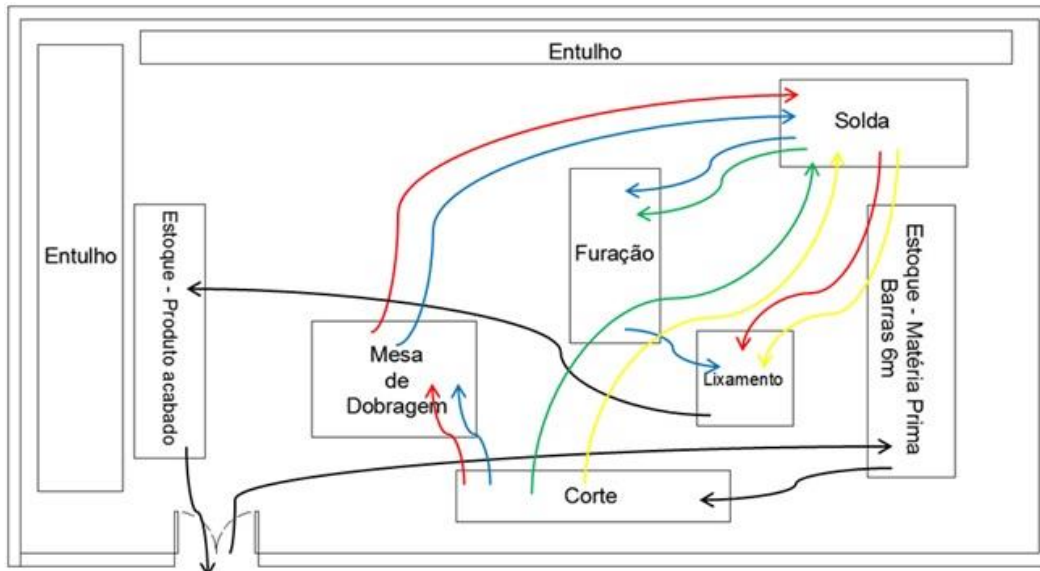 Entulho
Solda
Entulho
Estoque - Produto acabado
Furação
Estoque - Matéria Prima
Barras 6m
Mesa
de
Dobragem
Lixamento
Corte